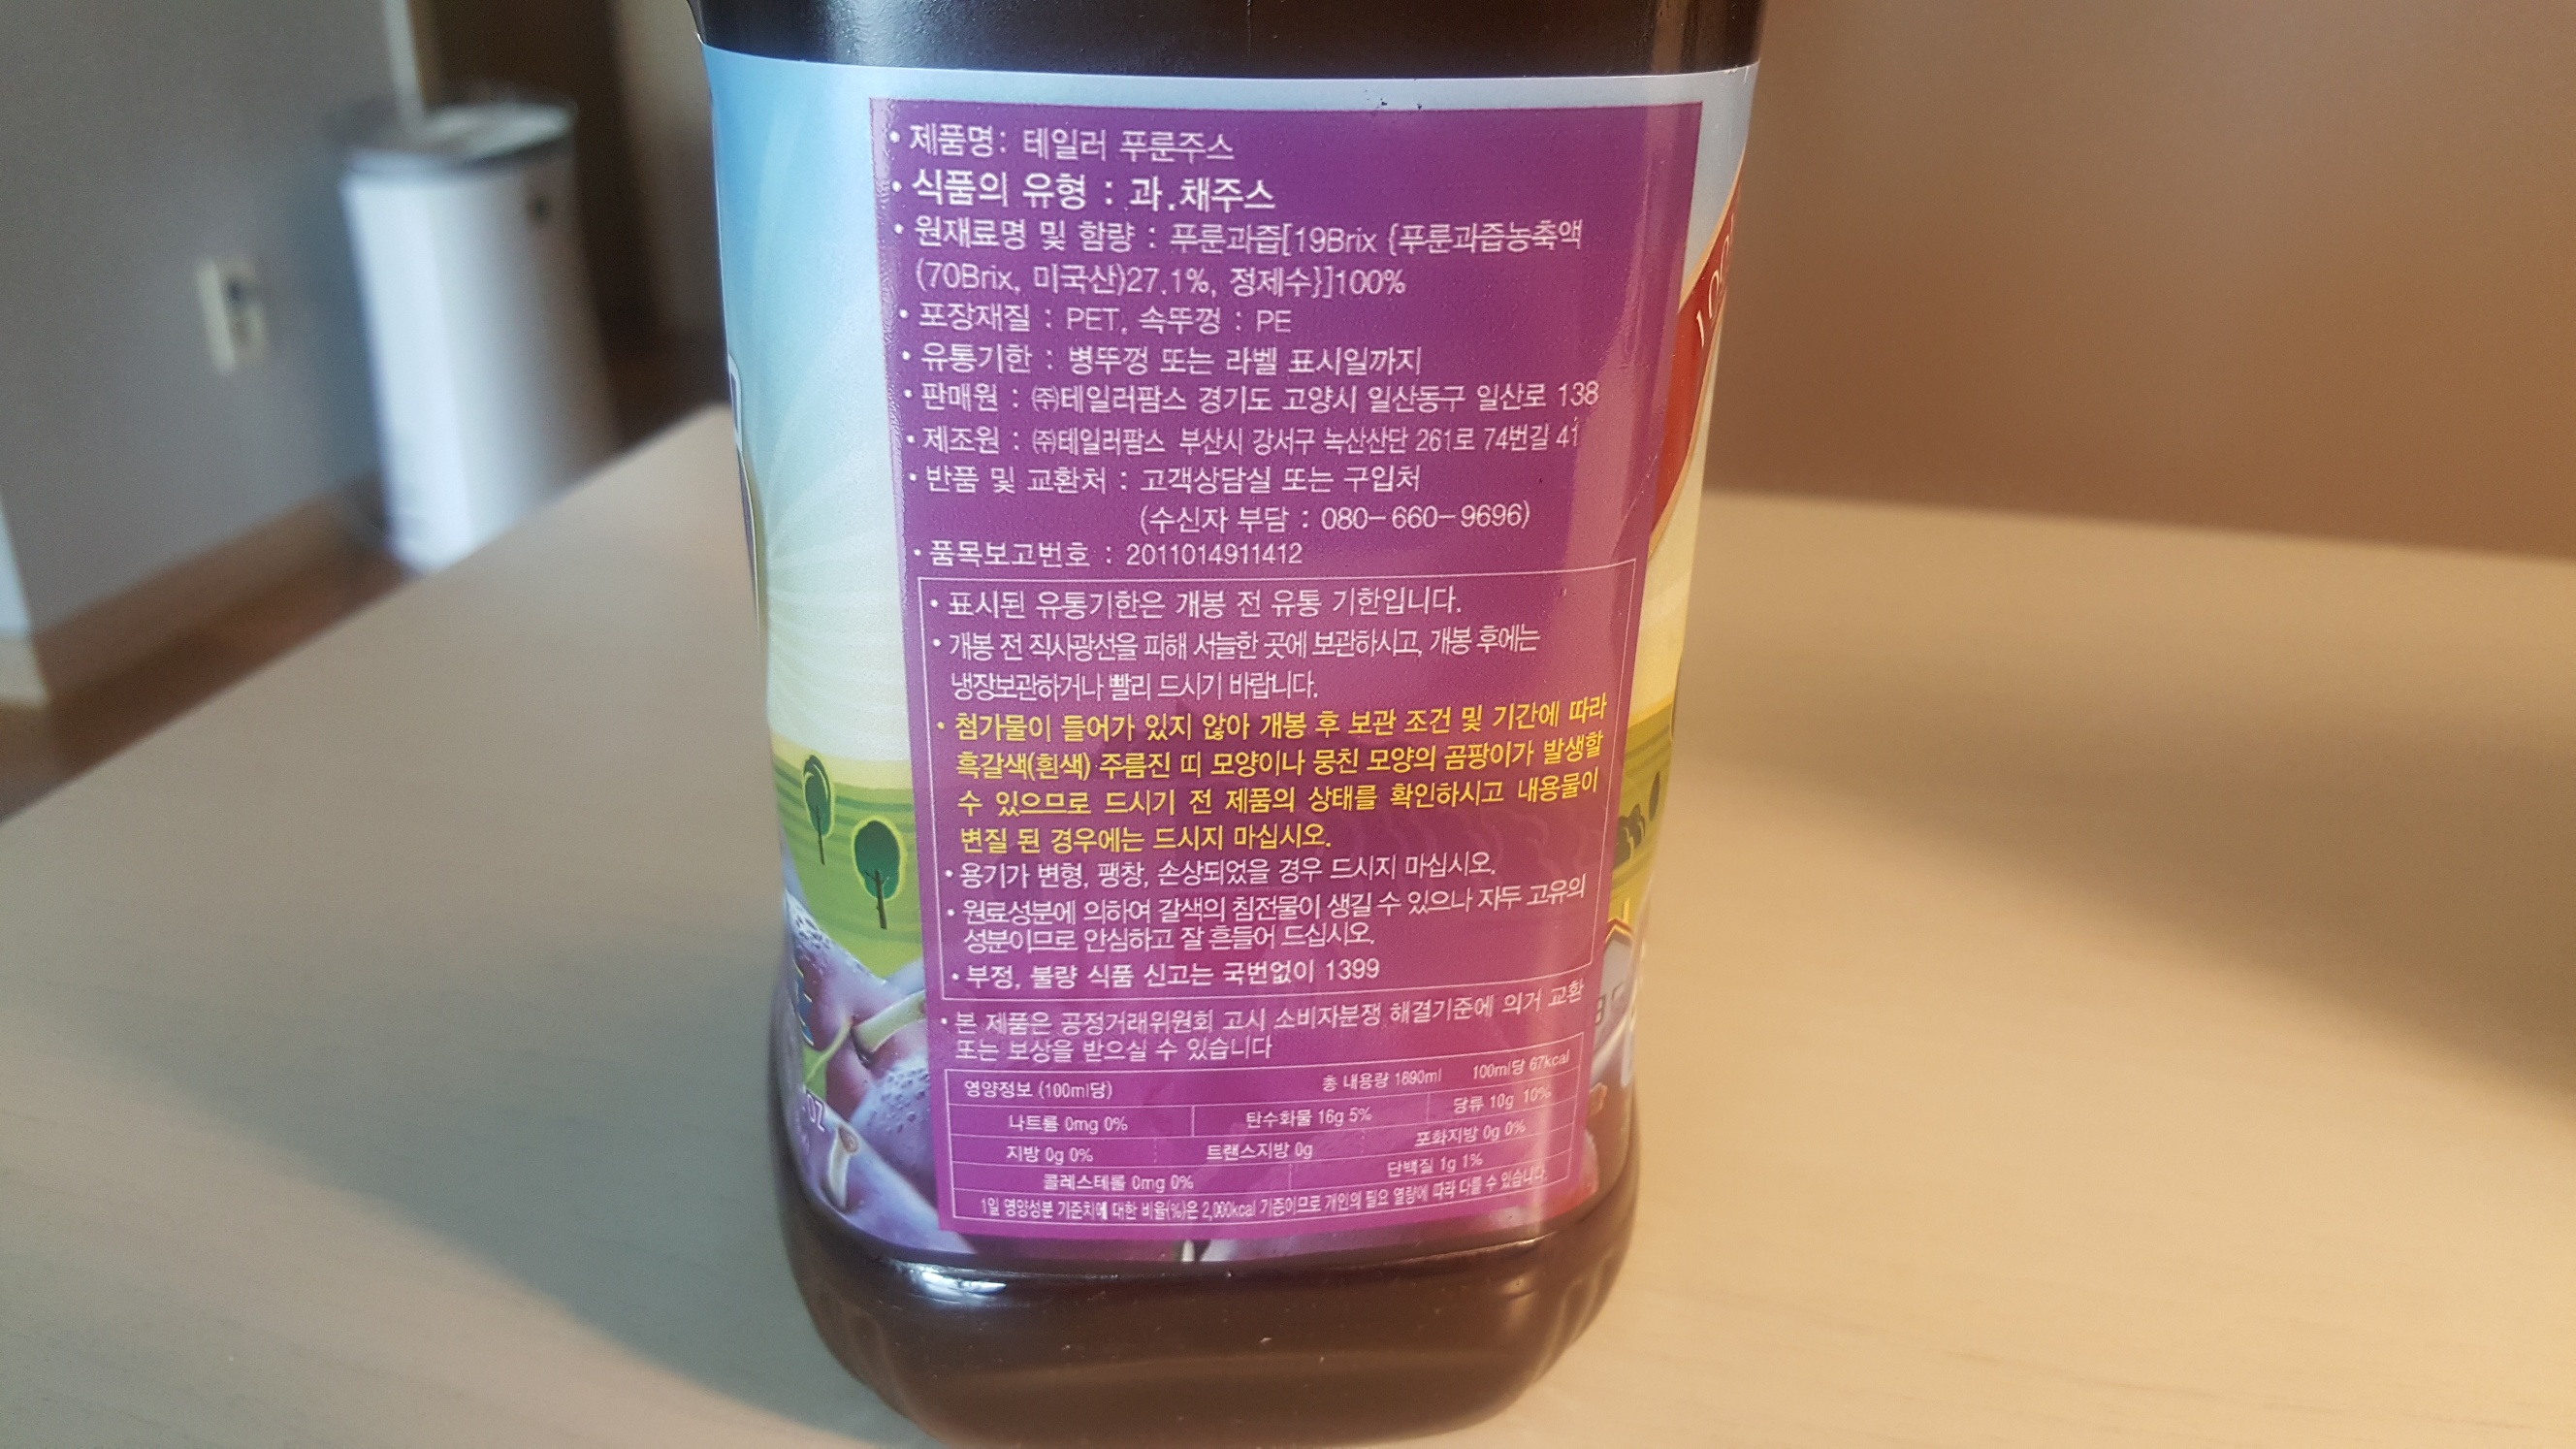 • 제품명: 테일러 푸룬주스
• 식품의 유형 : 과.채주스
• 원재료명 및 함량 : 푸룬과즙[19Brix {푸룬과즙농축액
(70Brix, 미국산)27.1%, 정제수}]100%
• 포장재질 : PET, 속뚜껑 : PE
• 유통기한 : 병뚜껑 또는 라벨 표시일까지
• 판매원 : ㈜테일러팜스 경기도 고양시 일산동구 일산로 138
• 제조원 : ㈜테일러팜스 부산시 강서구 녹산산단 261로 74번길 41
• 반품 및 교환처 : 고객상담실 또는 구입처
(수신자 부담 : 080-660-9696)
• 품목보고번호 : 2011014911412
• 표시된 유통기한은 개봉 전 유통 기한입니다.
• 개봉 전 직사광선을 피해 서늘한 곳에 보관하시고, 개봉 후에는
냉장보관하거나 빨리 드시기 바랍니다.
• 첨가물이 들어가 있지 않아 개봉 후 보관 조건 및 기간에 따라
흑갈색(흰색) 주름진 띠 모양이나 뭉친 모양의 곰팡이가 발생할
수 있으므로 드시기 전 제품의 상태를 확인하시고 내용물이
변질 된 경우에는 드시지 마십시오.
• 용기가 변형, 팽창, 손상되었을 경우 드시지 마십시오.
• 원료성분에 의하여 갈색의 침전물이 생길 수 있으나 자두 고유의
성분이므로 안심하고 잘 흔들어 드십시오.
• 부정, 불량 식품 신고는 국번없이 1399
• 본 제품은 공정거래위원회 고시 소비자분쟁 해결기준에 의거 교환
또는 보상을 받으실 수 있습니다
영양정보 (100ml당) 총 내용량 1890ml 100ml당 67kcal
나트륨 0mg 0% 탄수화물 16g 5% 당류 10g 10%
지방 0g 0% 트랜스지방 0g 포화지방 0g 0%
콜레스테롤 0mg 0% 단백질 1g 1%
1일 영양성분 기준치에 대한 비율(%)은 2,000kcal 기준이므로 개인의 필요 열량에 따라 다를 수 있습니다.
OZ